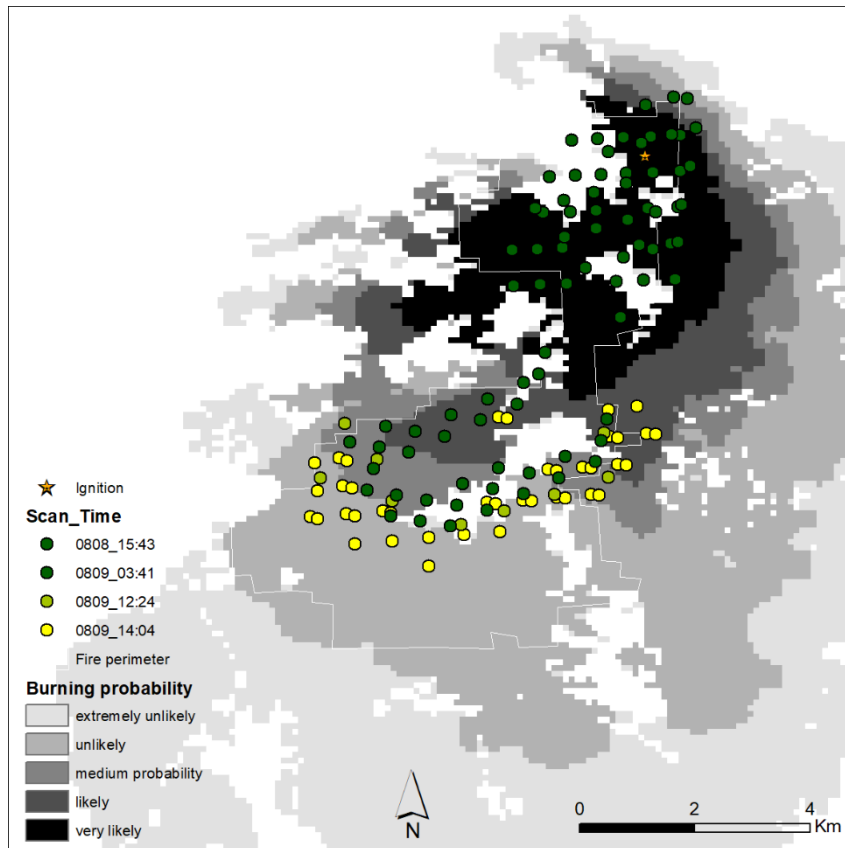 Ignition
Scan_Time
0808_15:43
0809_03:41
0809_12:24
0809_14:04
Fire perimeter
Burning probability
extremely unlikely
unlikely
medium probability
likely
very likely
N
0 2 4
Km